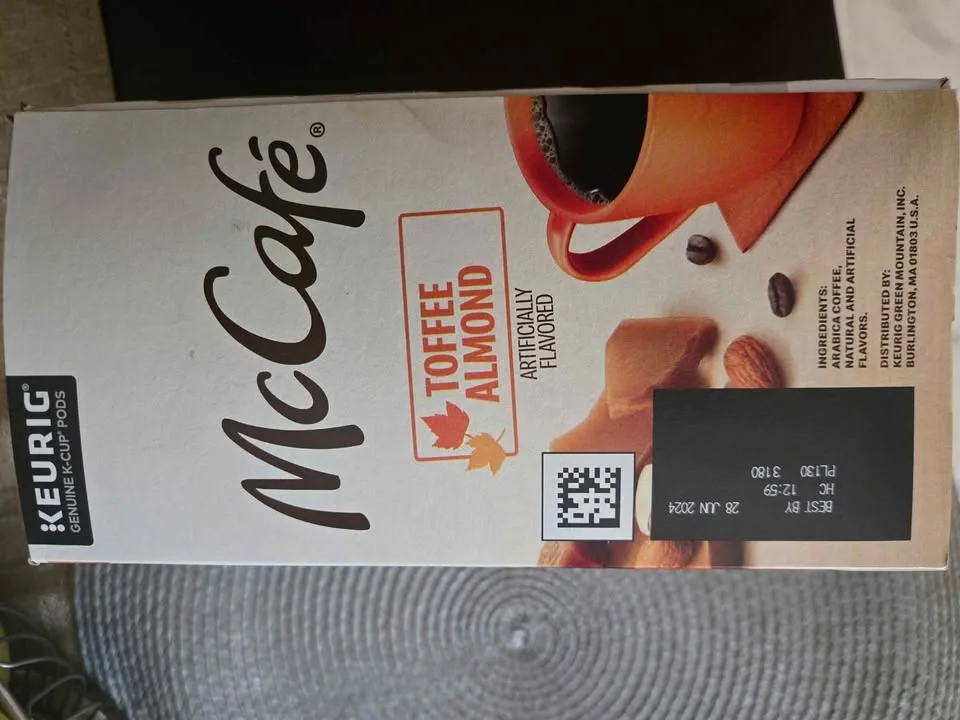 KEURIG®
GENUINE K-CUP® PODS
McCafé®
TOFFEE
ALMOND
ARTIFICIALLY
FLAVORED
INGREDIENTS:
ARABICA COFFEE,
NATURAL AND ARTIFICIAL
FLAVORS.
DISTRIBUTED BY:
KEURIG GREEN MOUNTAIN, INC.
BURLINGTON, MA 01803 U.S.A.
BEST BY 28 JUN 2024
HC 12:59
PL130 3180